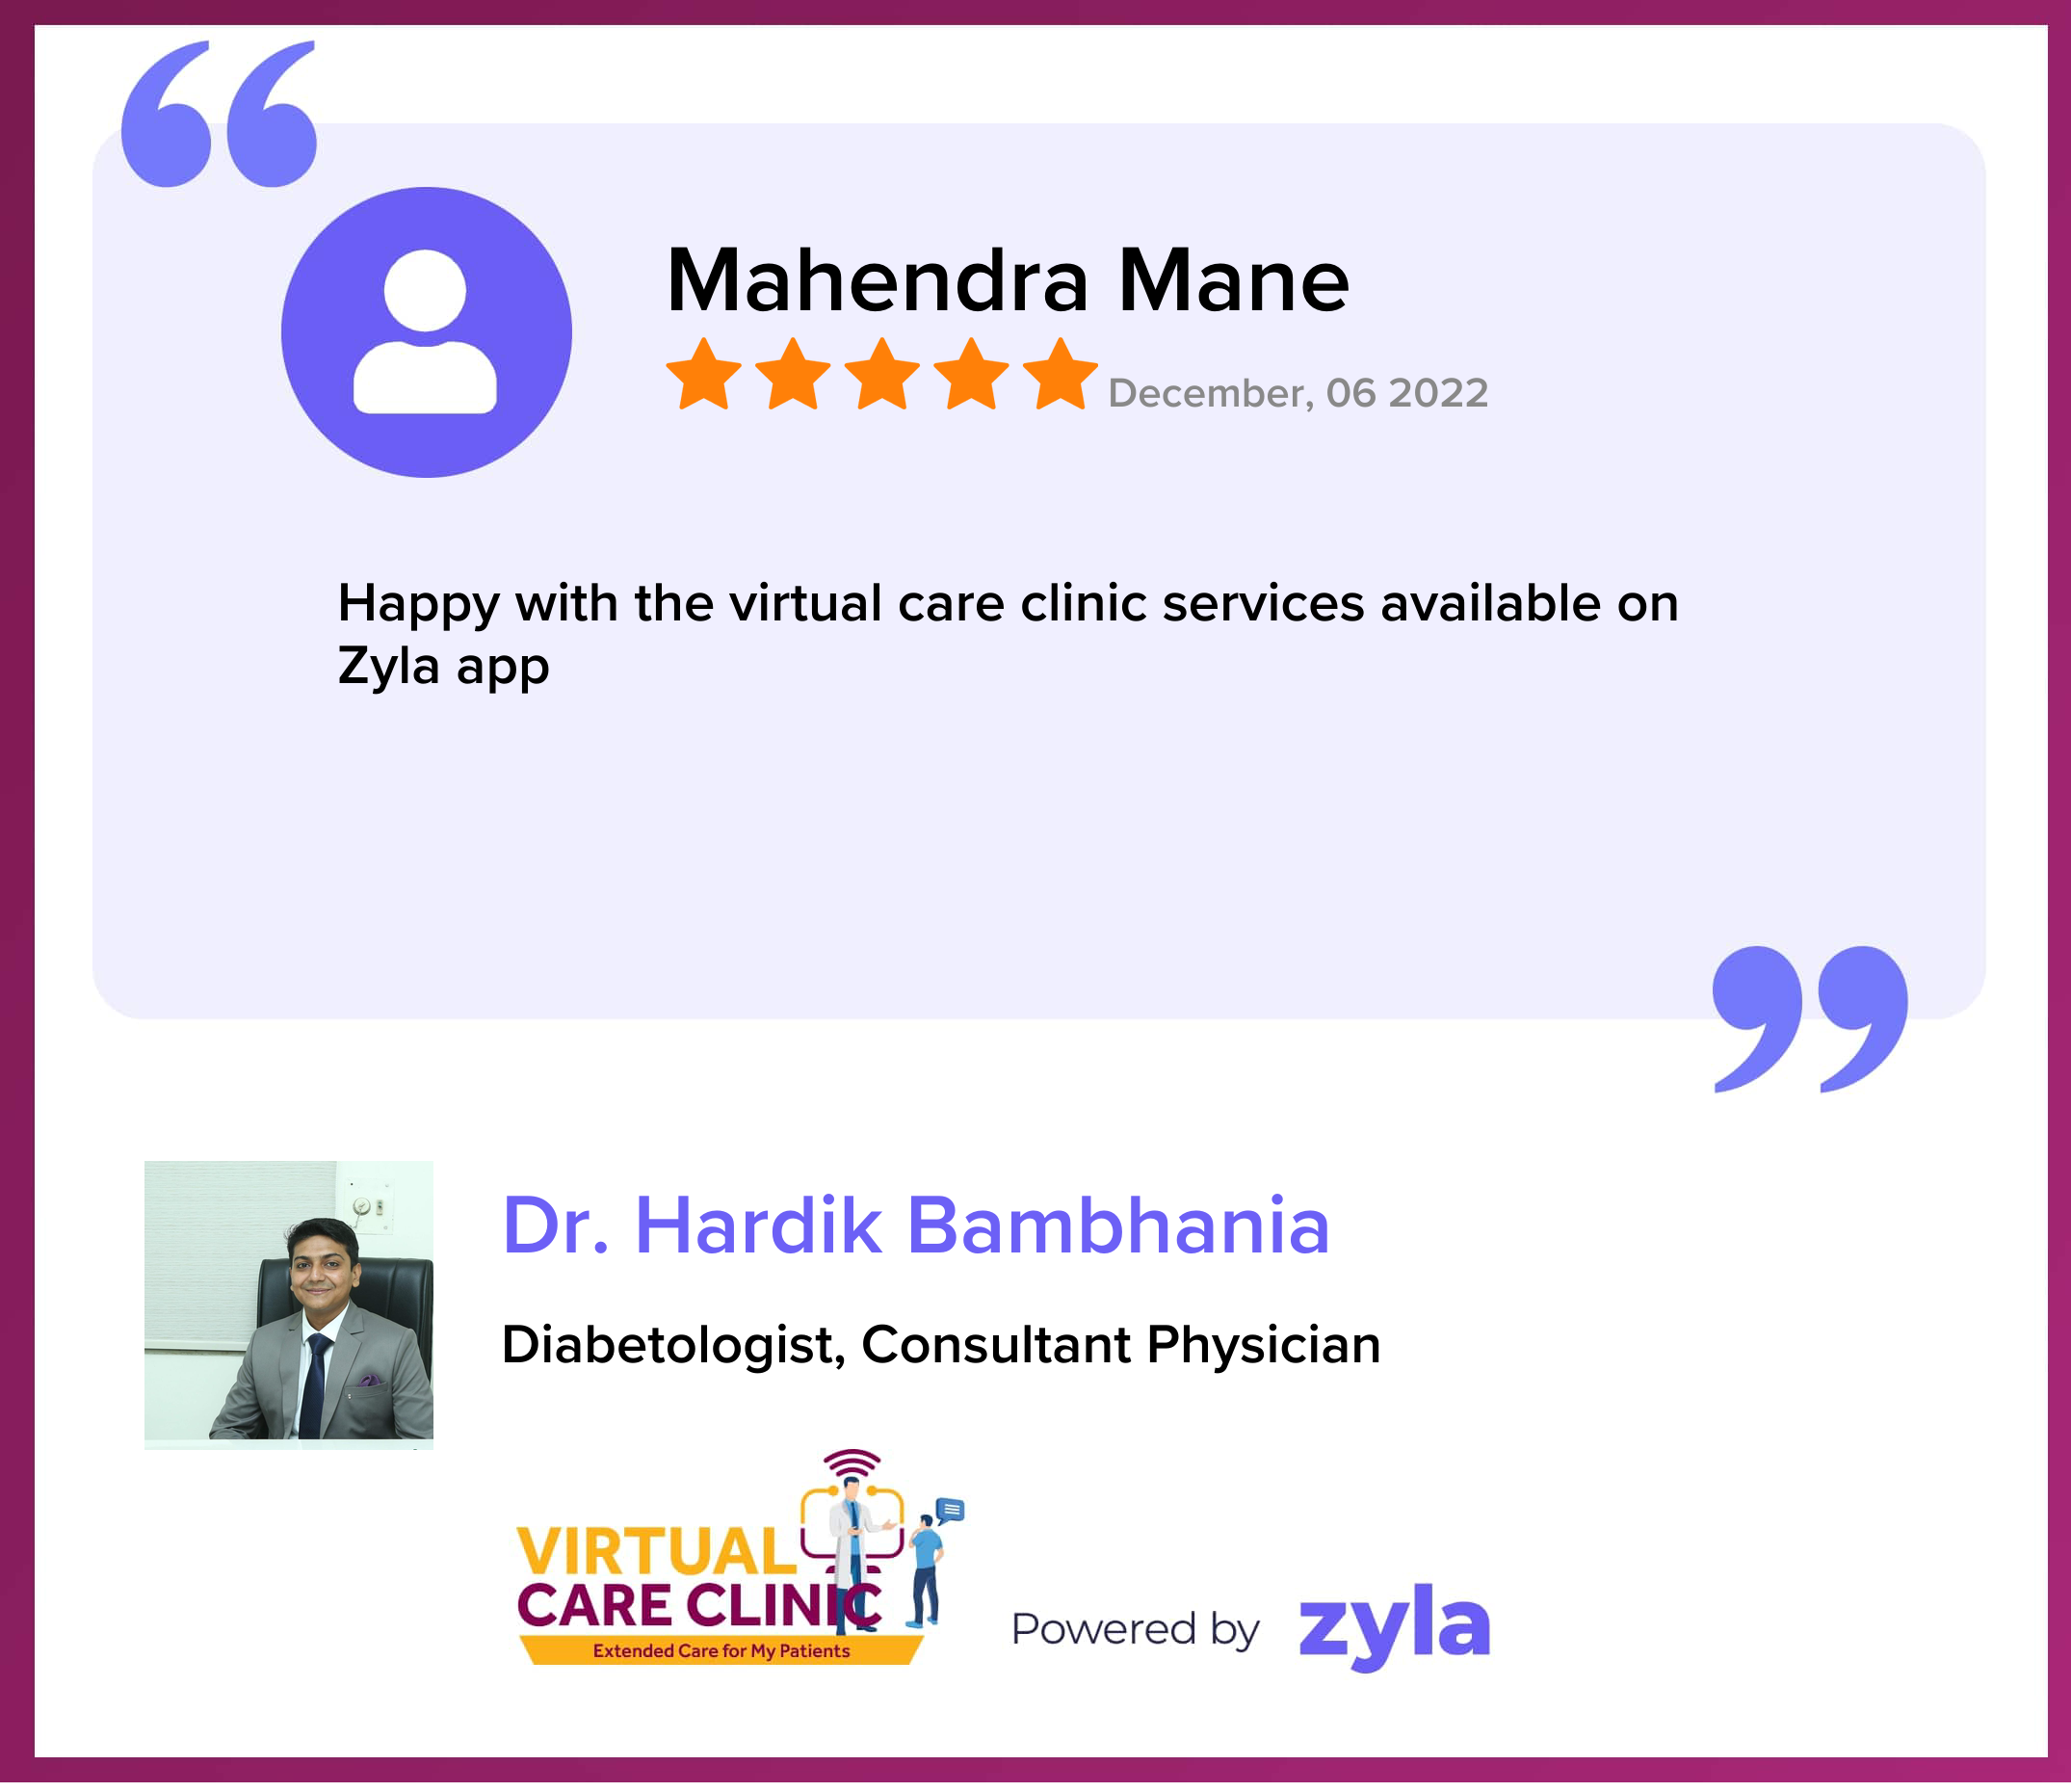 Mahendra Mane
December, 06 2022
Happy with the virtual care clinic services available on
Zyla app
Dr. Hardik Bambhania
Diabetologist, Consultant Physician
VIRTUAL
CARE CLINIC
Extended Care for My Patients
Powered by zyla